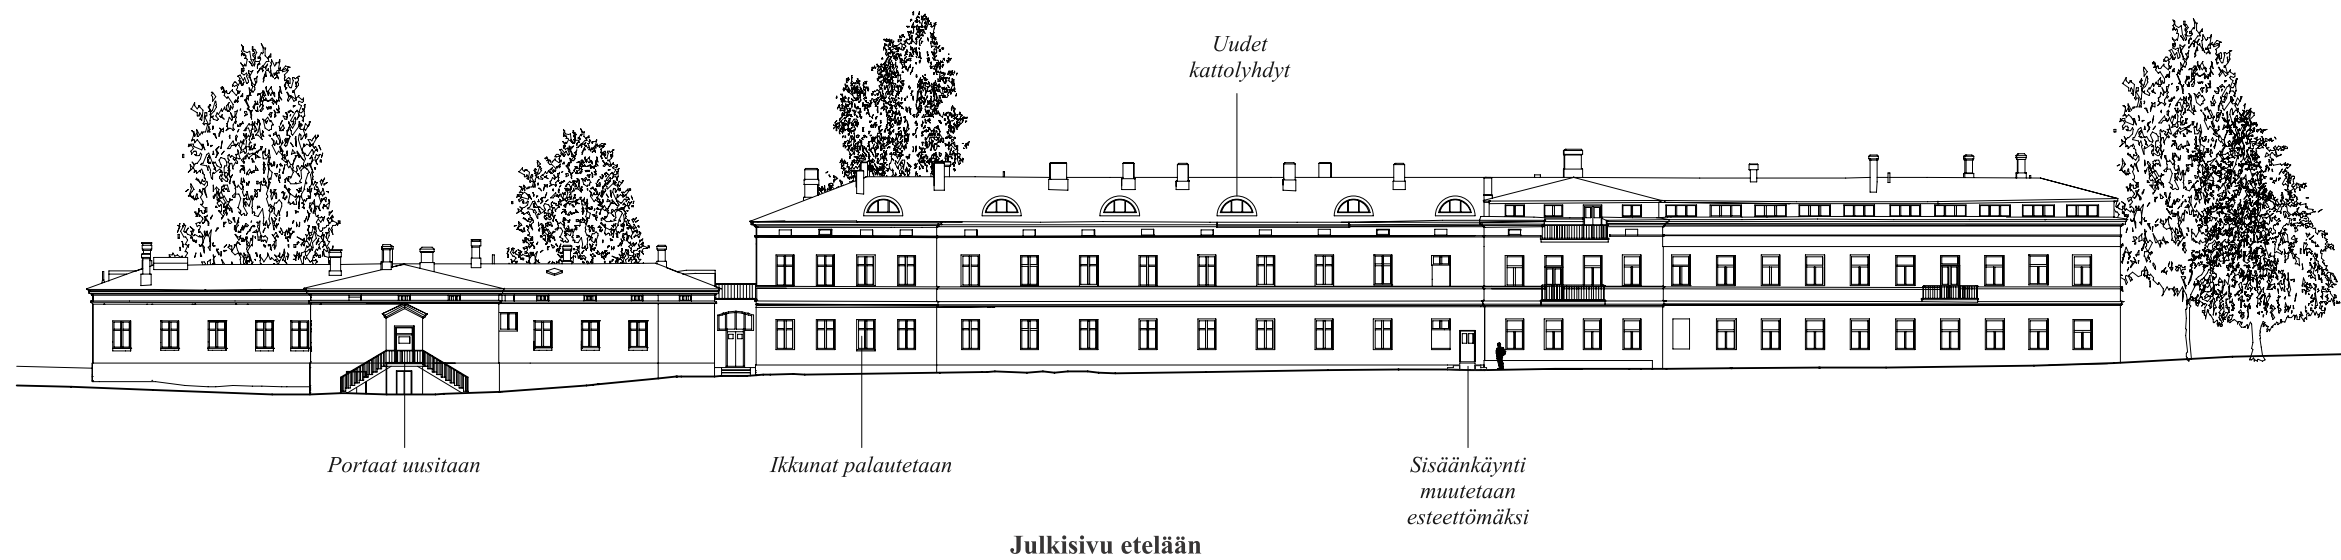 Uudet
kattolyhdyt
Portaat uusitaan
Ikkunat palautetaan
Sisäänkäynti
muutetaan
esteettömäksi
Julkisivu etelään